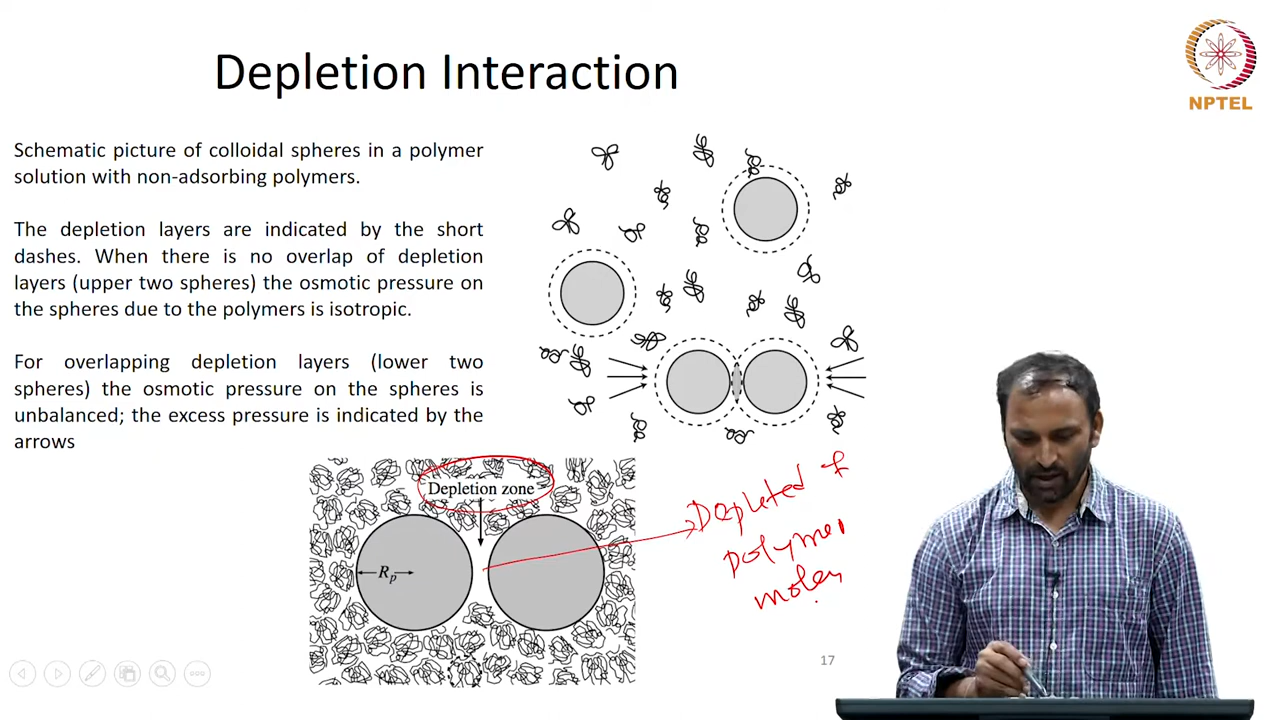 Depletion Interaction
NPTEL
Schematic picture of colloidal spheres in a polymer
solution with non-adsorbing polymers.
The depletion layers are indicated by the short
dashes. When there is no overlap of depletion
layers (upper two spheres) the osmotic pressure on
the spheres due to the polymers is isotropic.
For overlapping depletion layers (lower two
spheres) the osmotic pressure on the spheres is
unbalanced; the excess pressure is indicated by the
arrows
Depletion zone
Rp
Depleted of
polymer
17